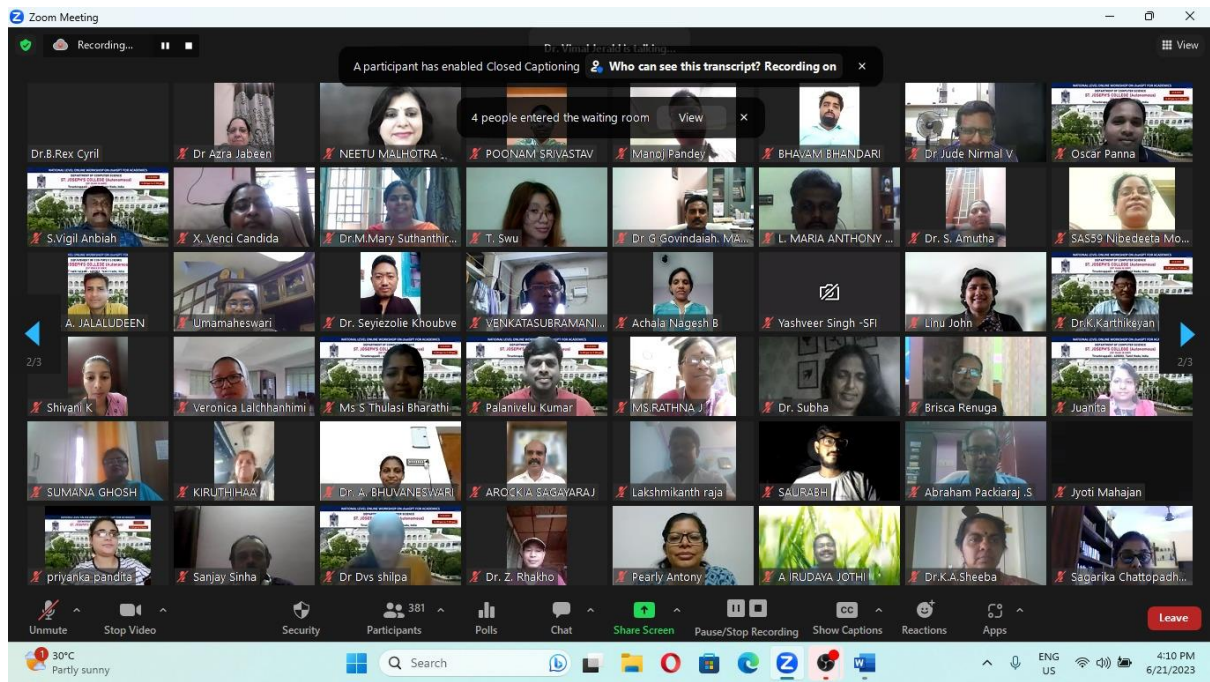 Zoom Meeting
Recording...
View
Dr. Vimal Jerald is talking...
A participant has enabled Closed Captioning Who can see this transcript? Recording on
4 people entered the waiting room View
Dr.B.Rex Cyril
Dr Azra Jabeen
NEETU MALHOTRA ...
POONAM SRIVASTAV
Manoj Pandey
BHAVAM BHANDARI
Dr Jude Nirmal V
Oscar Panna
S.Vigil Anbiah
X. Venci Candida
Dr.M.Mary Suthanthir...
T. Swu
Dr G Govindaiah. MA...
L. MARIA ANTHONY ...
Dr. S. Amutha
SAS59 Nibedeeta Mo...
A. JALALUDEEN
Umamaheswari
Dr. Seyiezolie Khoubve
VENKATASUBRAMANI...
Achala Nagesh B
Yashveer Singh -SFI
Linu John
Dr.K.Karthikeyan
2/3
2/3
Shivani K
Veronica Lalchhanhimi
Ms S Thulasi Bharathi
Palanivelu Kumar
MS.RATHNA J
Dr. Subha
Brisca Renuga
Juanita
SUMANA GHOSH
KIRUTHIHAA
Dr. A. BHUVANESWARI
AROCKIA SAGAYARAJ
Lakshmikanth raja
SAURABH
Abraham Packiaraj .S
Jyoti Mahajan
priyanka pandita
Sanjay Sinha
Dr Dvs shilpa
Dr. Z. Rhakho
Pearly Antony
A IRUDAYA JOTHI
Dr.K.A.Sheeba
Sagarika Chattopadh...
381
Unmute
Stop Video
Security
Participants
Polls
Chat
Share Screen
Pause/Stop Recording
Show Captions
Reactions
Apps
Leave
1
30°C
Partly sunny
Search
ENG
US
4:10 PM
6/21/2023